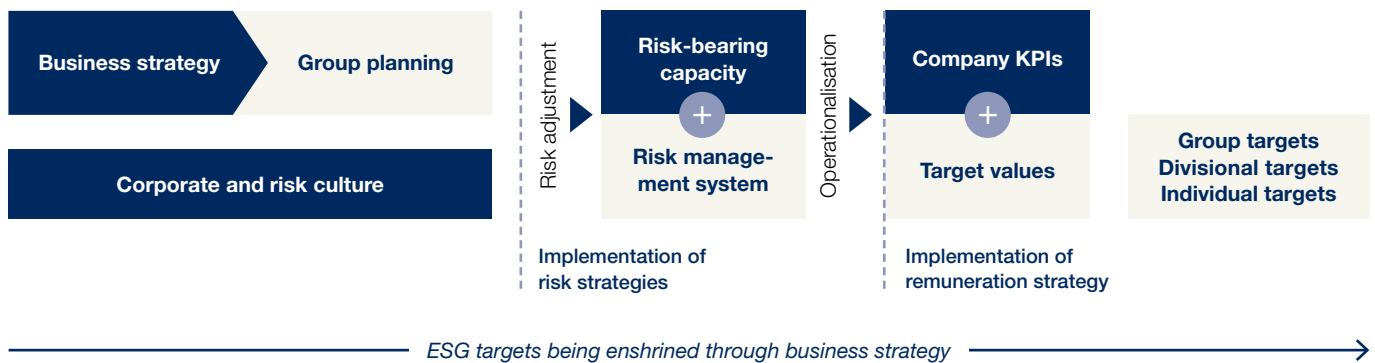 Business strategy
Group planning
Corporate and risk culture
Risk adjustment
Risk-bearing
capacity
+
Risk manage-
ment system
Implementation of
risk strategies
Operationalisation
Company KPIs
+
Target values
Implementation of
remuneration strategy
Group targets
Divisional targets
Individual targets
ESG targets being enshrined through business strategy